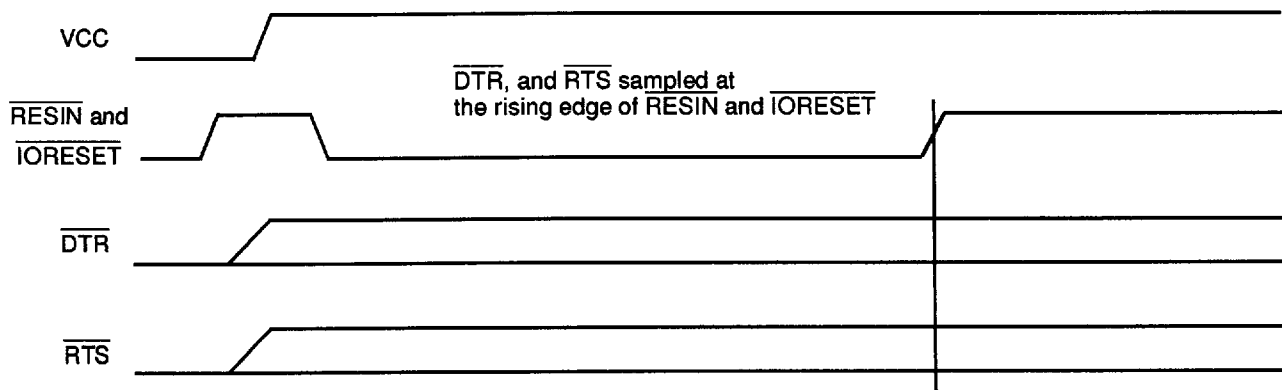 VCC
DTR, and RTS sampled at
the rising edge of RESIN and IORESET
RESIN and
IORESET
DTR
RTS